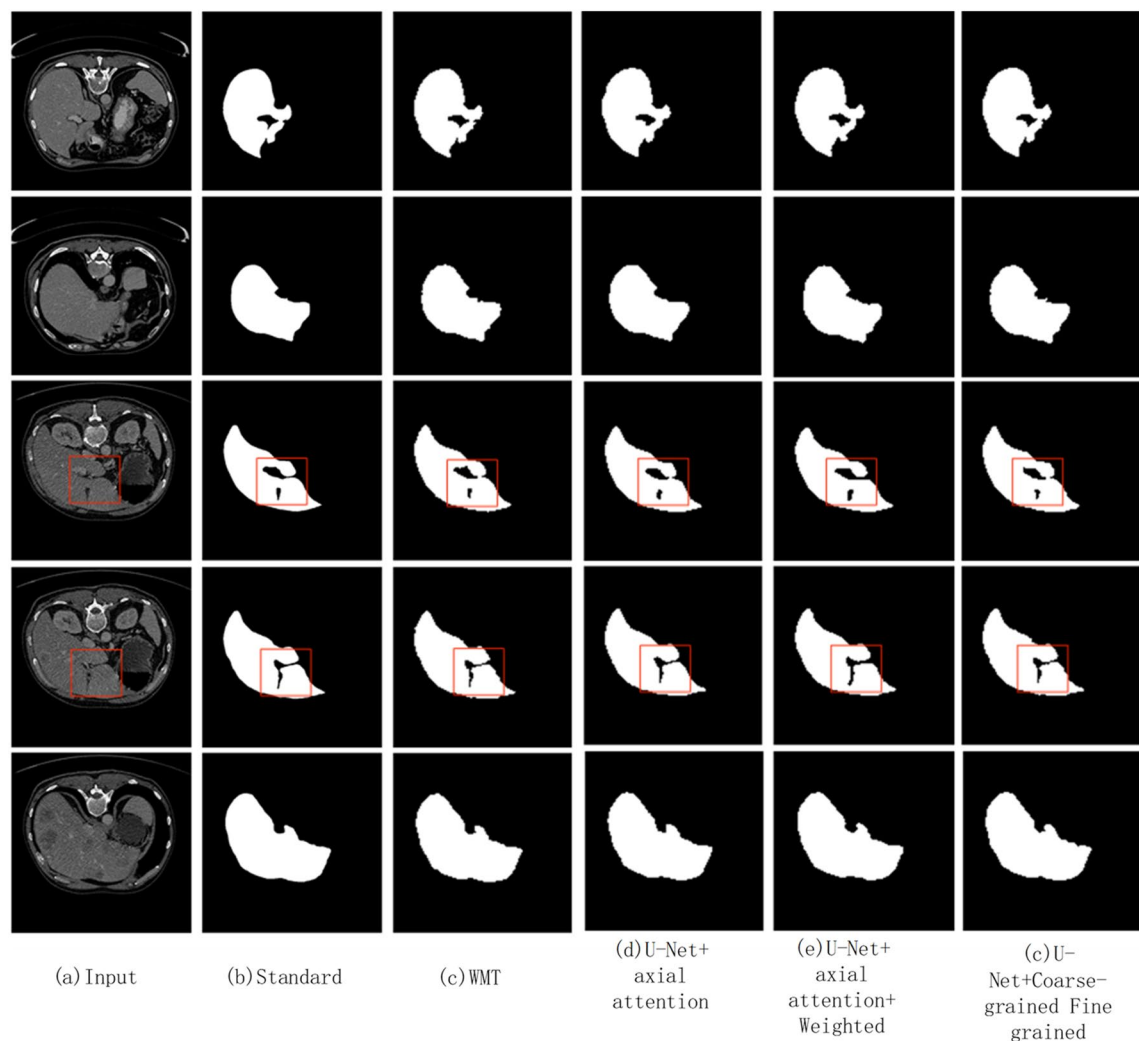 (a)Input
(b)Standard
(c)WMT
(d)U-Net+
axial
attention
(e)U-Net+
axial
attention+
Weighted
(c)U-
Net+Coarse-
grained Fine
grained